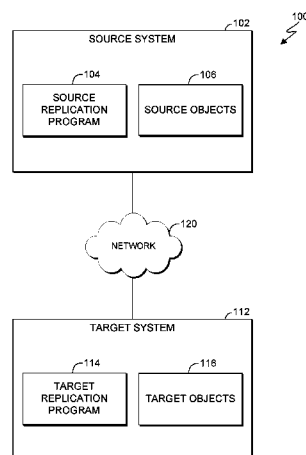 100
102
SOURCE SYSTEM
104
106
SOURCE
REPLICATION
PROGRAM
SOURCE OBJECTS
120
NETWORK
112
TARGET SYSTEM
114
116
TARGET
REPLICATION
PROGRAM
TARGET OBJECTS